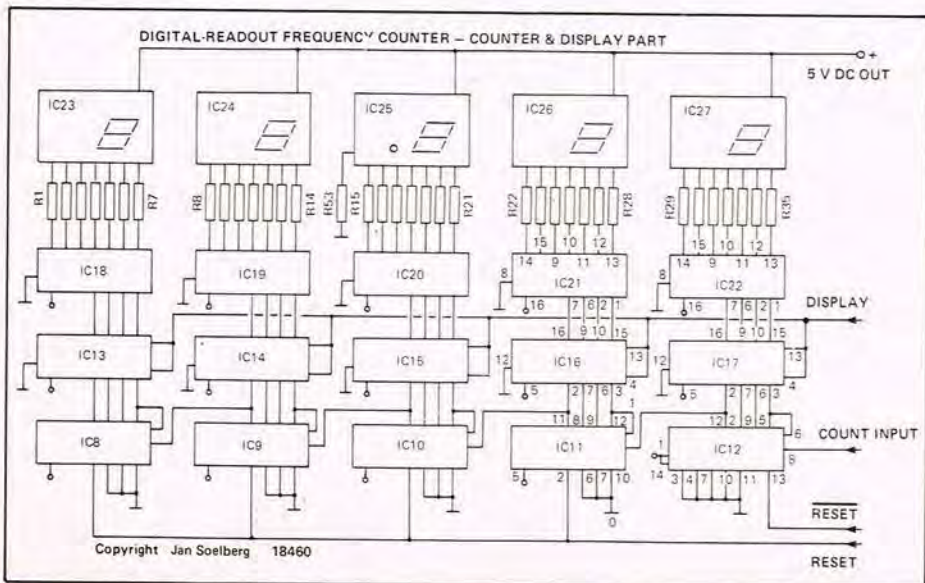 DIGITAL-READOUT FREQUENCY COUNTER – COUNTER & DISPLAY PART
+
5 V DC OUT
IC23 IC24 IC25 IC26 IC27
R1 R7 R8 R14 R53 R15 R21 R22 R28 R29 R35
15 10 12 15 10 12
14 9 11 13 14 9 11 13
IC18 IC19 IC20 8 IC21 8 IC22
16 7 6 2 1 16 7 6 2 1
DISPLAY
16 9 10 15 16 9 10 15
IC13 IC14 IC15 12 IC16 13 12 IC17 13
5 2 7 6 3 4 5 2 7 6 3 4
11 8 9 12 1 12 2 9 5
IC8 IC9 IC10 IC11 1 IC12 6
COUNT INPUT
8
5 2 6 7 10 14 3 4 7 10 11 13
0
RESET
RESET
Copyright Jan Soelberg 18460